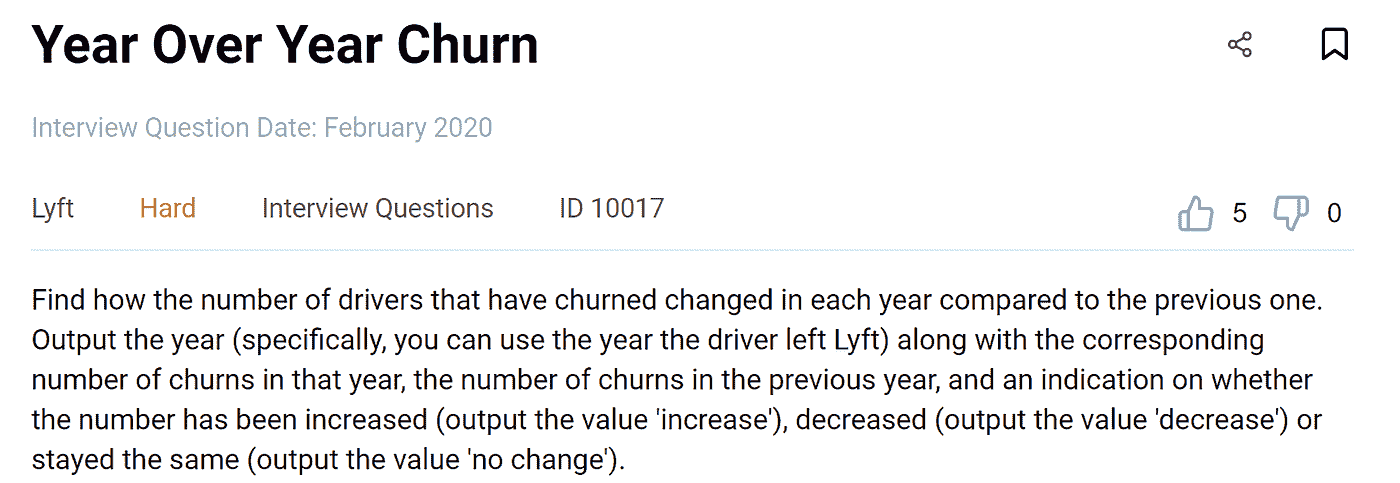 Year Over Year Churn
Interview Question Date: February 2020
Lyft Hard Interview Questions ID 10017 5 0
Find how the number of drivers that have churned changed in each year compared to the previous one.
Output the year (specifically, you can use the year the driver left Lyft) along with the corresponding
number of churns in that year, the number of churns in the previous year, and an indication on whether
the number has been increased (output the value 'increase'), decreased (output the value 'decrease') or
stayed the same (output the value 'no change').